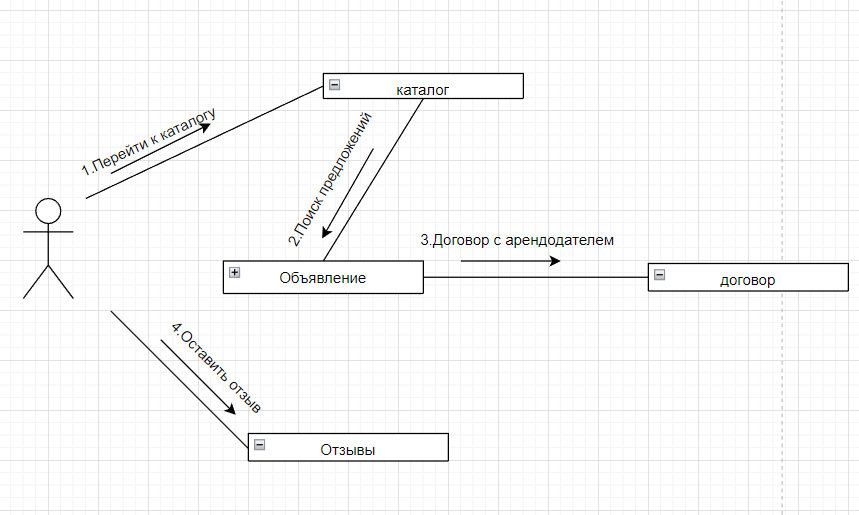 каталог
1.Перейти к каталогу
2.Поиск предложений
3.Договор с арендодателем
Объявление
договор
4.Оставить отзыв
Отзывы